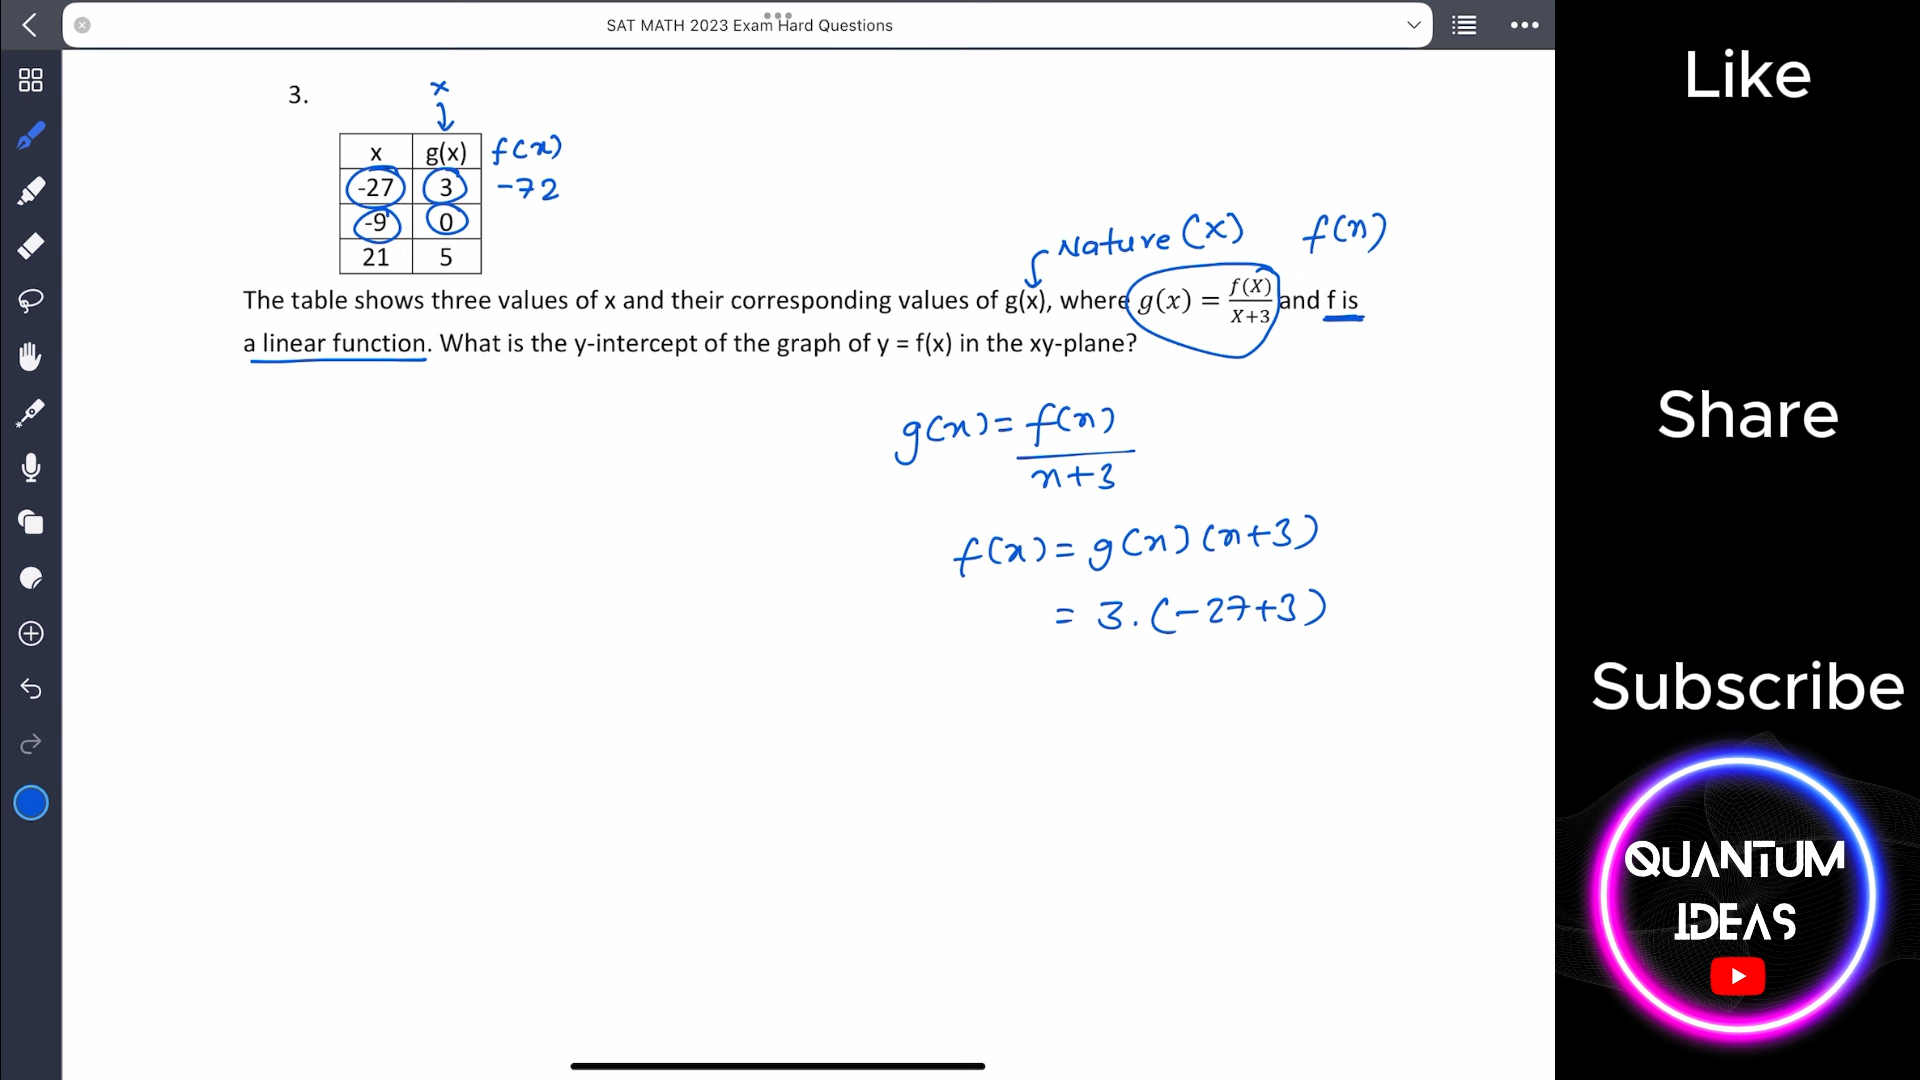 SAT MATH 2023 Exam Hard Questions
Like
3.
x
x g(x) f(x)
-27 3 -72
-9 0
21 5
Nature (x) f(x)
The table shows three values of x and their corresponding values of g(x), where g(x) = f(X)/X+3 and f is
a linear function. What is the y-intercept of the graph of y = f(x) in the xy-plane?
Share
g(x) = f(x)
x+3
f(x) = g(x) (x+3)
= 3. (-27+3)
Subscribe
QUANTUM
IDEAS